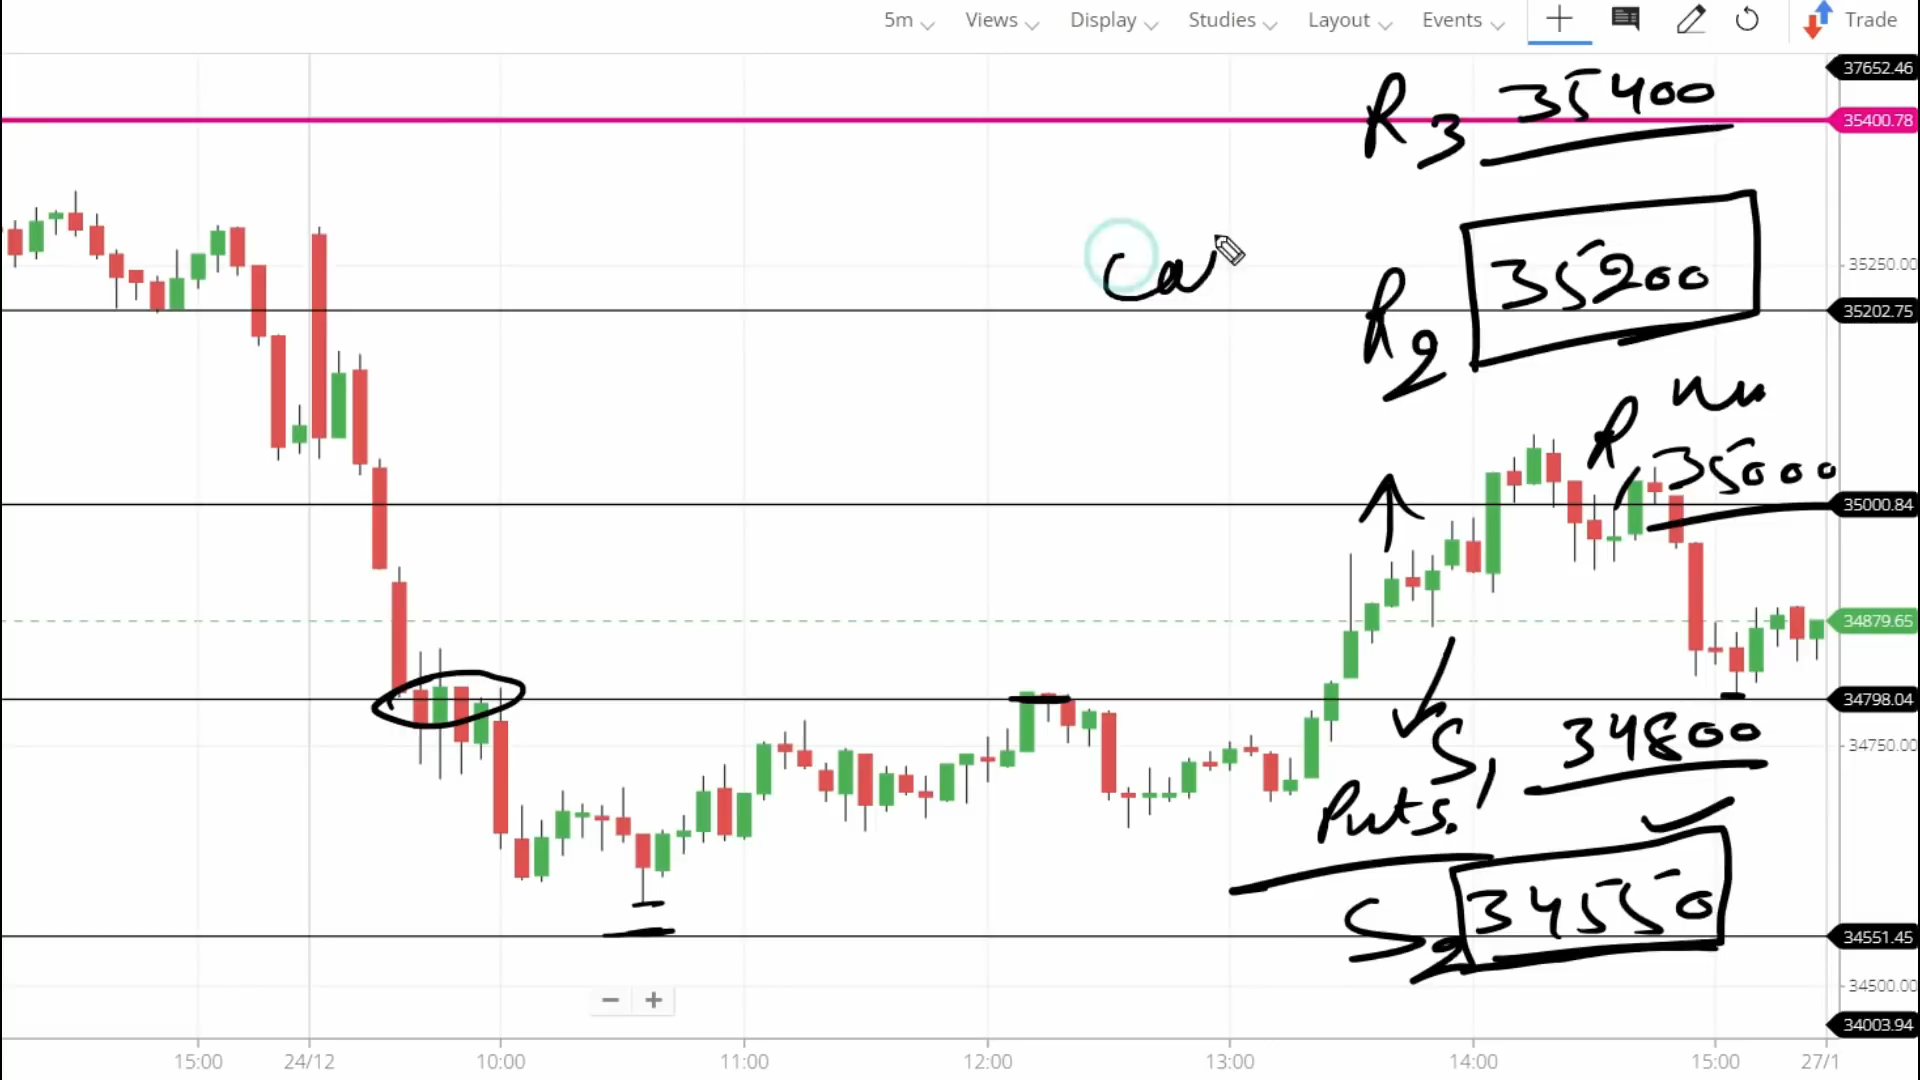 5m Views Display Studies Layout Events Trade
37652.46
R3 35400
35400.78
35250.00
Ca
R2 35200
35202.75
R1 35000
35000.84
34879.65
34798.04
S1 34800
34750.00
Puts.
S2 34550
34551.45
34500.00
34003.94
15:00 24/12 10:00 11:00 12:00 13:00 14:00 15:00 27/1